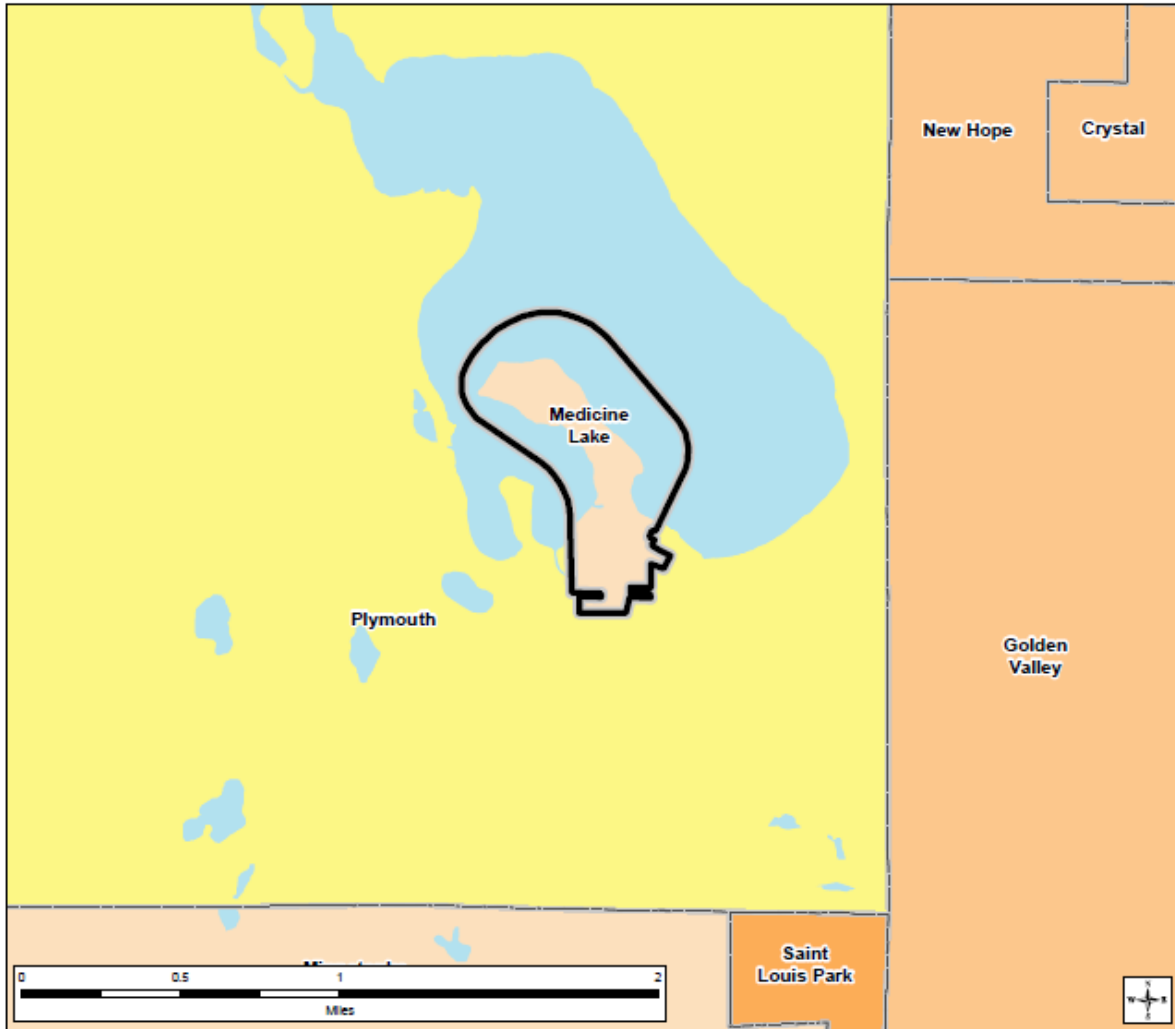 New Hope
Crystal
Medicine
Lake
Plymouth
Golden
Valley
Saint
Louis Park
0
0.5
1
2
Miles
N
W
E
S